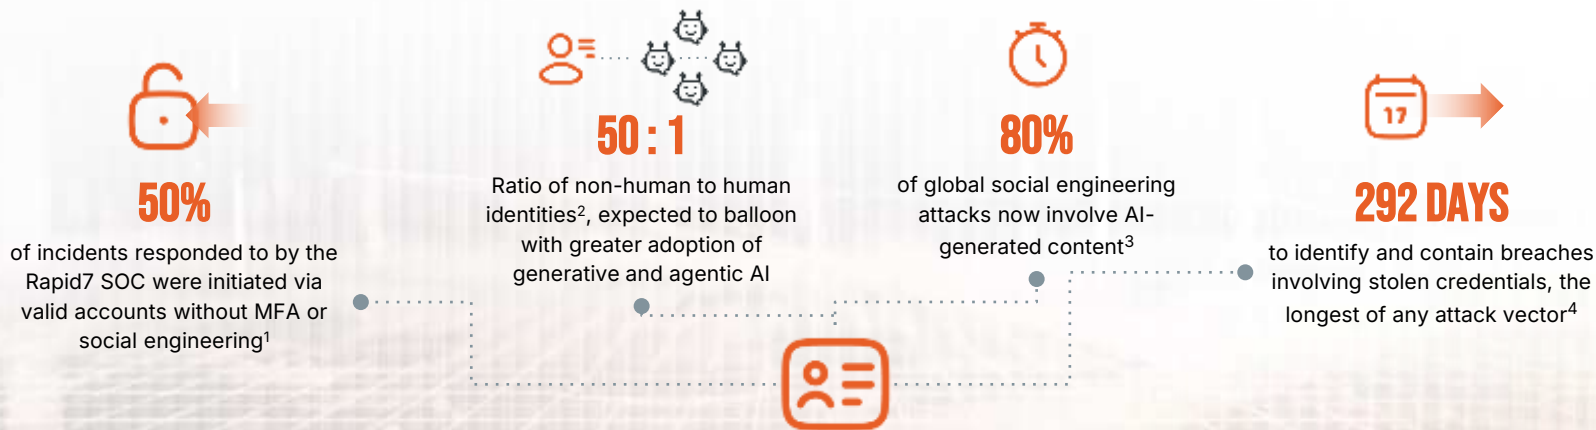 50%
of incidents responded to by the
Rapid7 SOC were initiated via
valid accounts without MFA or
social engineering¹
50 : 1
Ratio of non-human to human
identities², expected to balloon
with greater adoption of
generative and agentic AI
80%
of global social engineering
attacks now involve AI-
generated content³
17
292 DAYS
to identify and contain breaches
involving stolen credentials, the
longest of any attack vector⁴